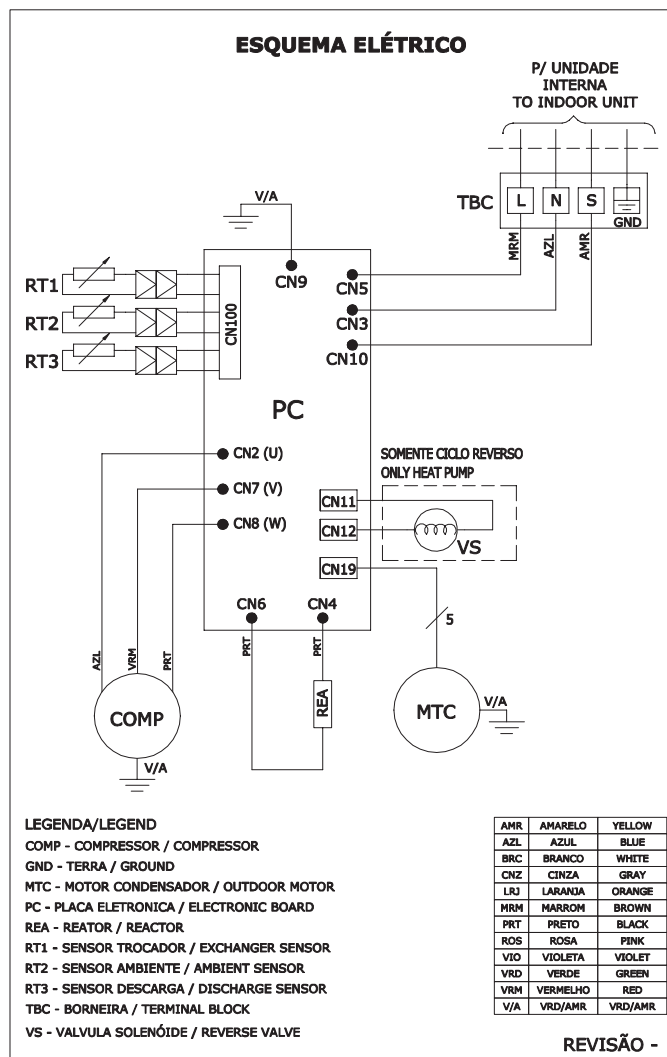 ESQUEMA ELÉTRICO
P/ UNIDADE
INTERNA
TO INDOOR UNIT
TBC
L
N
S
GND
MRM
AZL
AMR
V/A
CN9
CN5
CN3
CN10
RT1
RT2
RT3
CN100
PC
CN2 (U)
CN7 (V)
CN8 (W)
SOMENTE CICLO REVERSO
ONLY HEAT PUMP
CN11
CN12
VS
CN19
CN6
CN4
5
AZL
VRM
PRT
PRT
PRT
REA
COMP
V/A
MTC
V/A
LEGENDA/LEGEND
COMP - COMPRESSOR / COMPRESSOR
GND - TERRA / GROUND
MTC - MOTOR CONDENSADOR / OUTDOOR MOTOR
PC - PLACA ELETRONICA / ELECTRONIC BOARD
REA - REATOR / REACTOR
RT1 - SENSOR TROCADOR / EXCHANGER SENSOR
RT2 - SENSOR AMBIENTE / AMBIENT SENSOR
RT3 - SENSOR DESCARGA / DISCHARGE SENSOR
TBC - BORNEIRA / TERMINAL BLOCK
VS - VALVULA SOLENÓIDE / REVERSE VALVE
AMR AMARELO YELLOW
AZL AZUL BLUE
BRC BRANCO WHITE
CNZ CINZA GRAY
LRJ LARANJA ORANGE
MRM MARROM BROWN
PRT PRETO BLACK
ROS ROSA PINK
VIO VIOLETA VIOLET
VRD VERDE GREEN
VRM VERMELHO RED
V/A VRD/AMR VRD/AMR
REVISÃO -